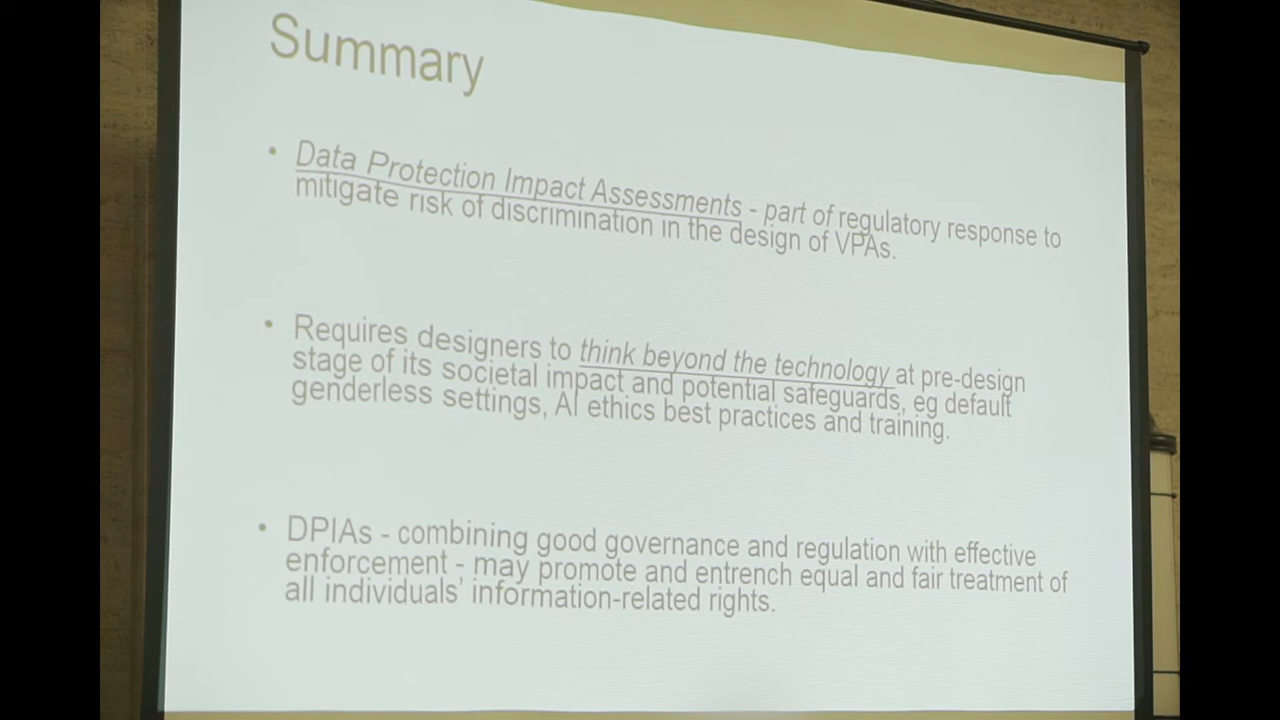 Summary
• Data Protection Impact Assessments - part of regulatory response to
mitigate risk of discrimination in the design of VPAs.
• Requires designers to think beyond the technology at pre-design
stage of its societal impact and potential safeguards, eg default
genderless settings, AI ethics best practices and training.
• DPIAs - combining good governance and regulation with effective
enforcement - may promote and entrench equal and fair treatment of
all individuals’ information-related rights.